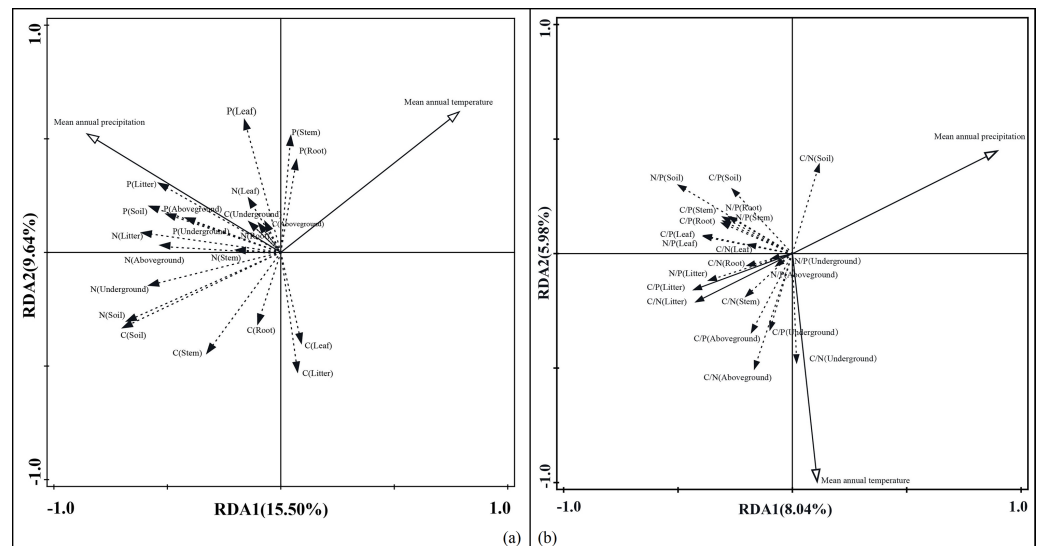 1.0
P(Leaf)
Mean annual temperature
Mean annual precipitation
P(Stem)
P(Root)
P(Litter)
N(Leaf)
P(Soil)
P(Aboveground)
C(Underground)
C(Aboveground)
P(Underground)
N(Litter)
N(Root)
N(Aboveground)
N(Stem)
N(Underground)
N(Soil)
C(Soil)
C(Root)
C(Stem)
C(Leaf)
C(Litter)
RDA2(9.64%)
-1.0
-1.0
RDA1(15.50%)
1.0
(a)
1.0
Mean annual precipitation
C/N(Soil)
N/P(Soil)
C/P(Soil)
C/P(Stem)
N/P(Root)
C/P(Root)
N/P(Stem)
C/P(Leaf)
N/P(Leaf)
C/N(Leaf)
C/N(Root)
N/P(Underground)
N/P(Litter)
N/P(Aboveground)
C/P(Litter)
C/N(Litter)
C/N(Stem)
C/P(Aboveground)
C/P(Underground)
C/N(Underground)
C/N(Aboveground)
Mean annual temperature
RDA2(5.98%)
-1.0
-1.0
RDA1(8.04%)
1.0
(b)